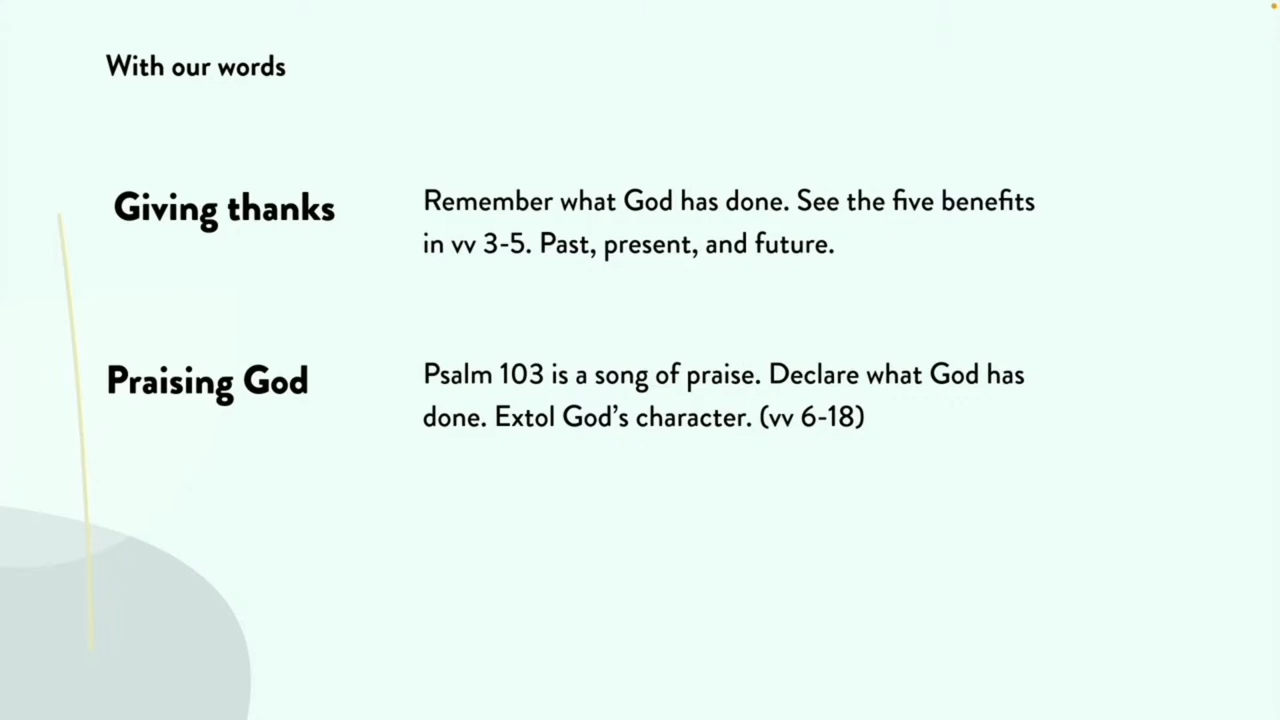 With our words
Giving thanks
Remember what God has done. See the five benefits
in vv 3-5. Past, present, and future.
Praising God
Psalm 103 is a song of praise. Declare what God has
done. Extol God’s character. (vv 6-18)